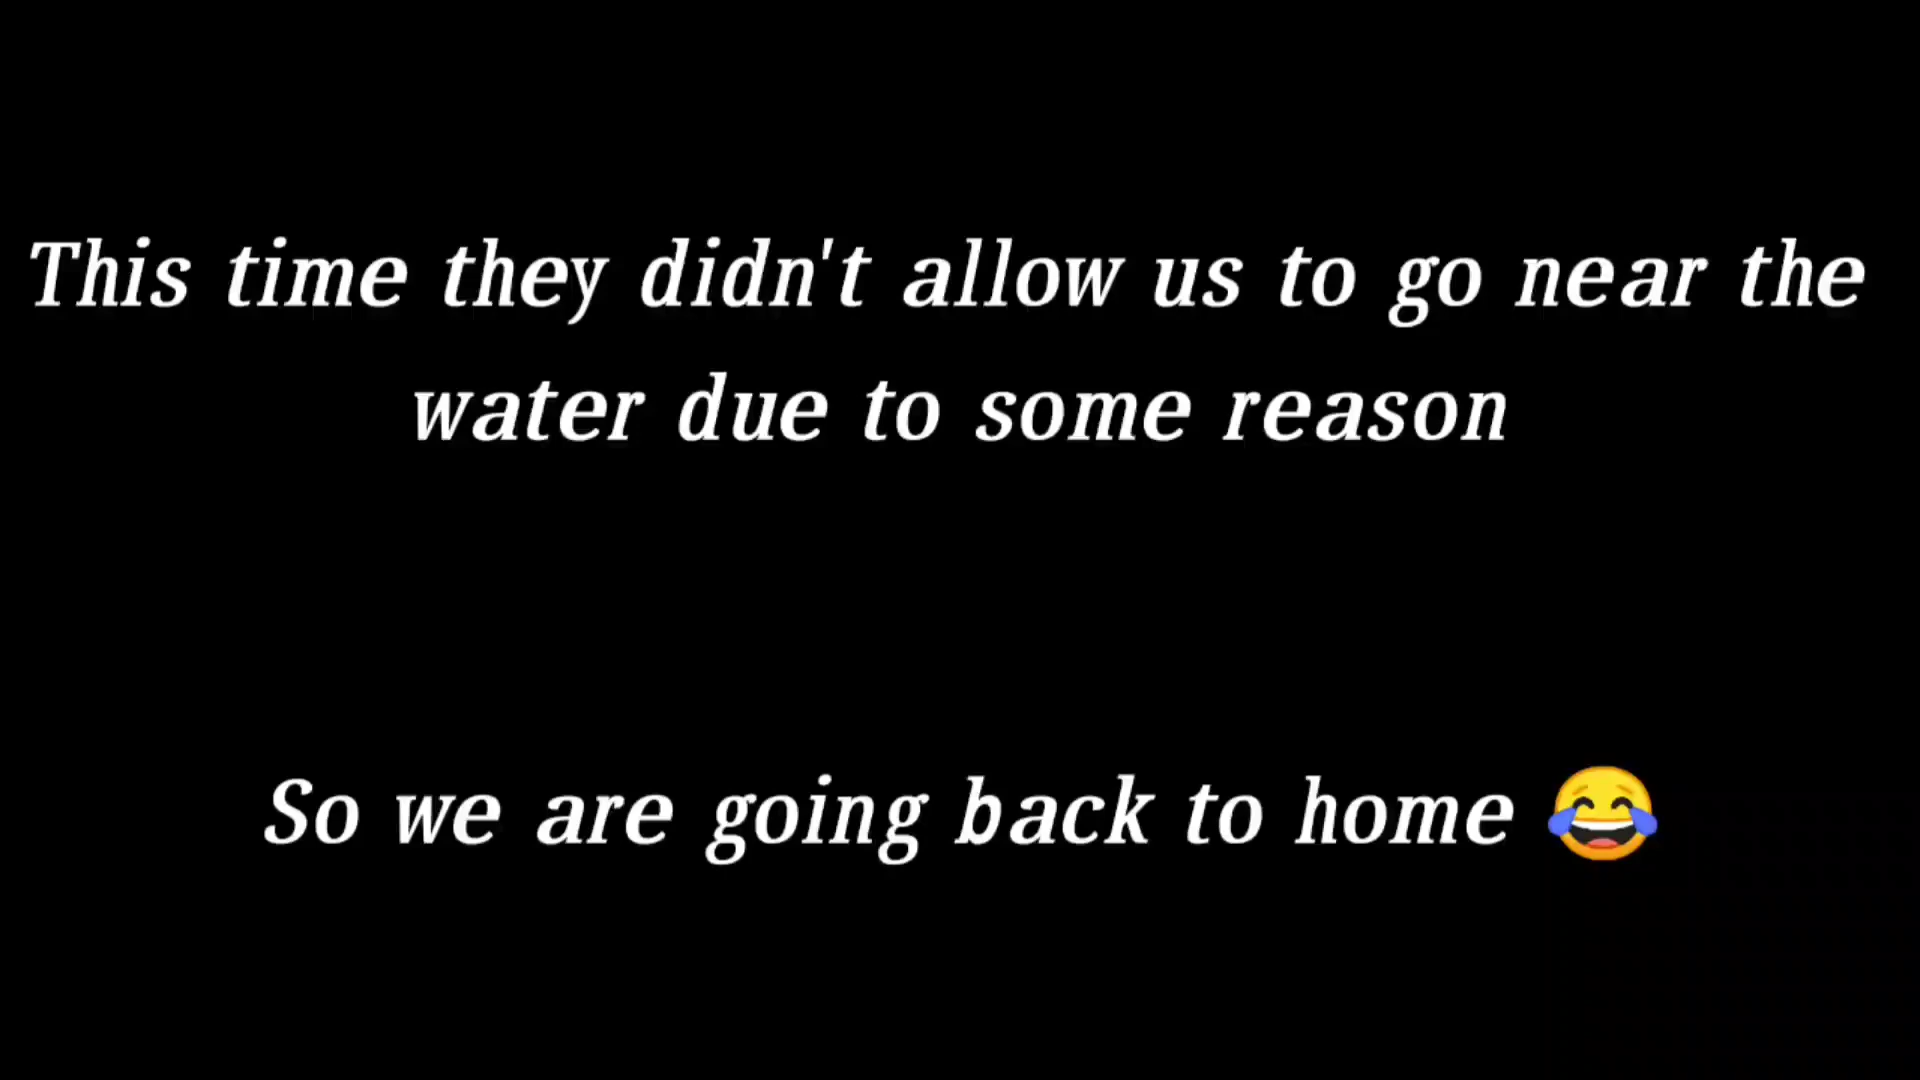 This time they didn't allow us to go near the
water due to some reason
So we are going back to home 😂